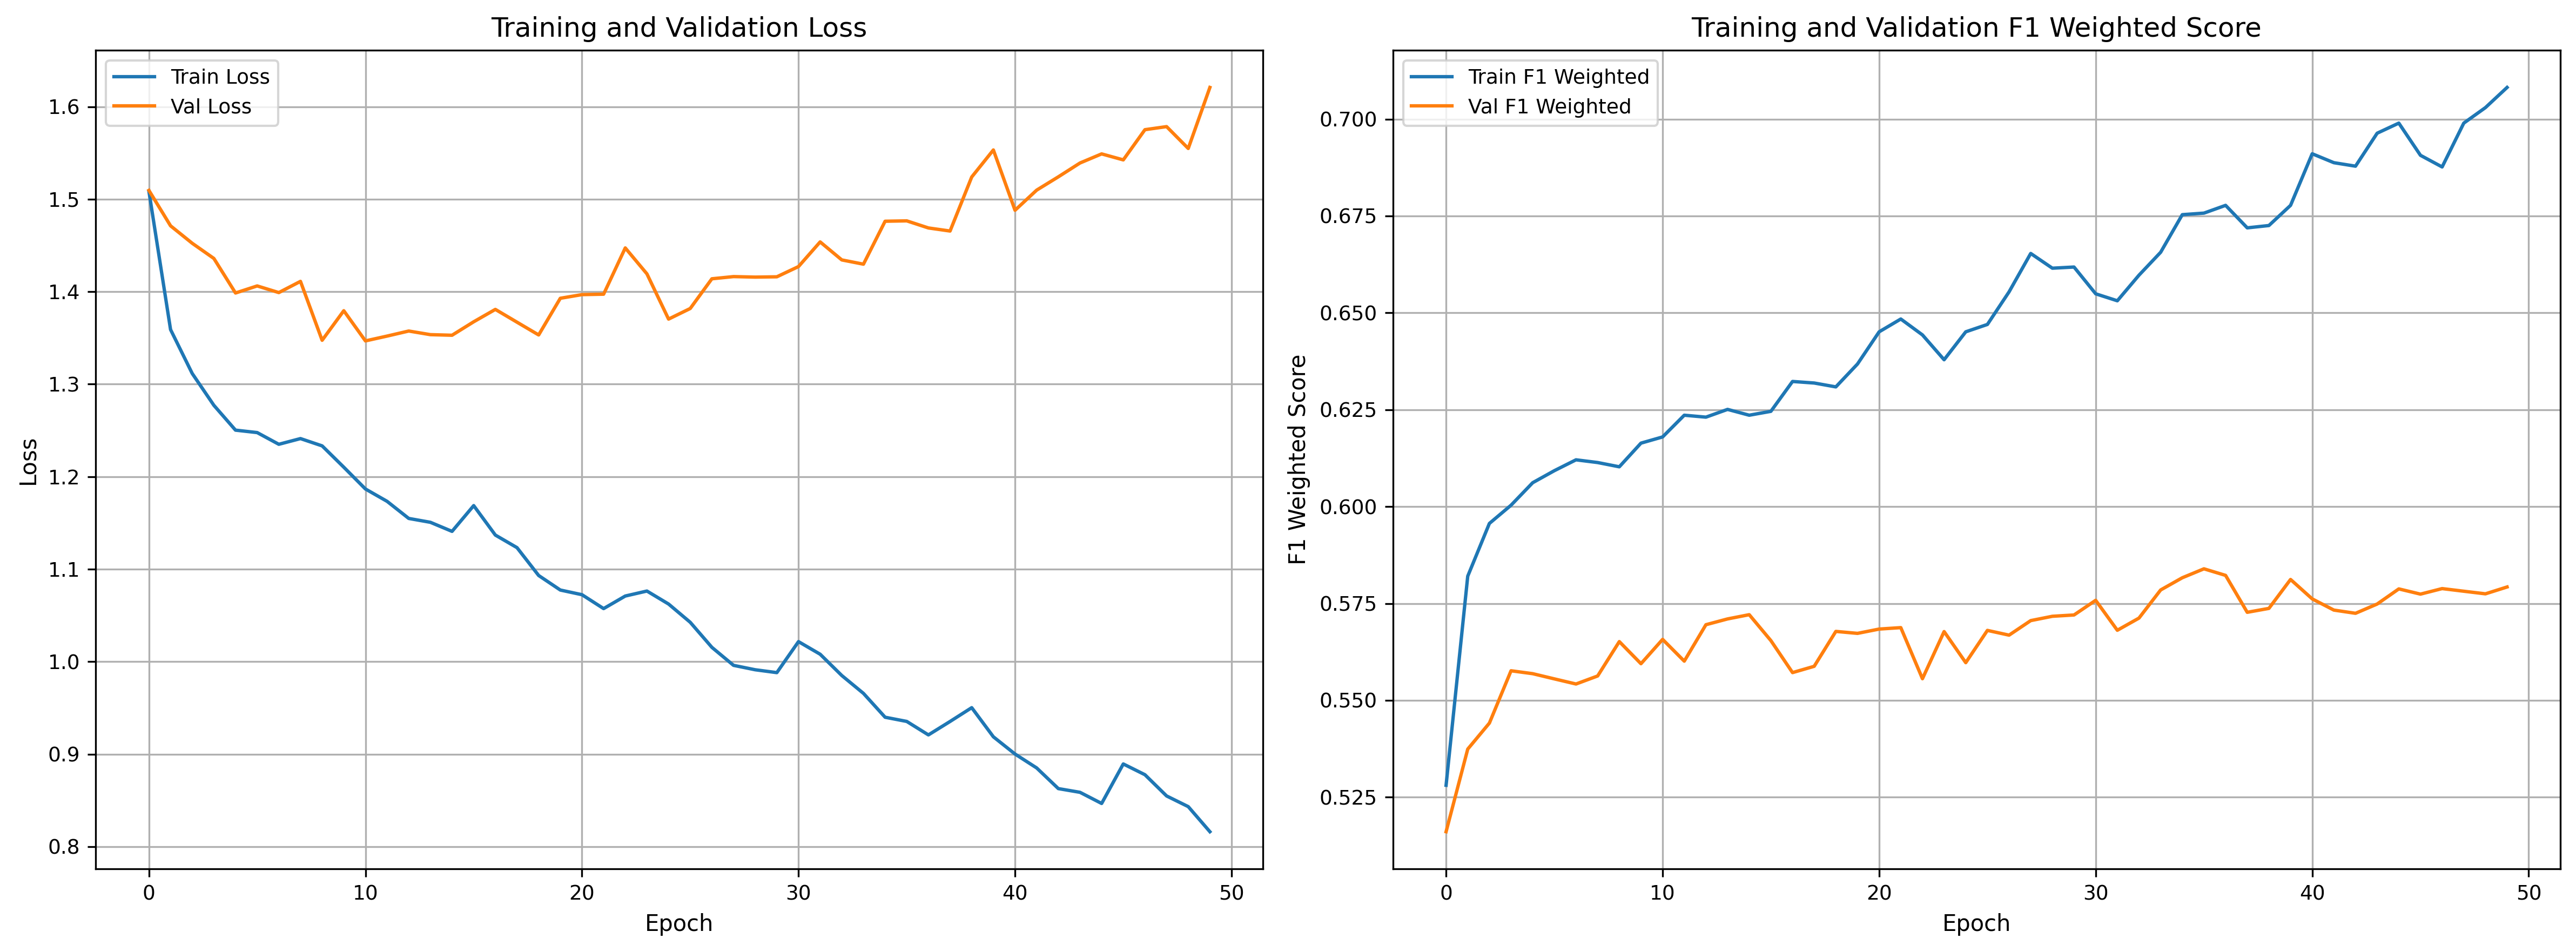 Training and Validation Loss
Train Loss
Val Loss
1.6
1.5
1.4
1.3
1.2
1.1
1.0
0.9
0.8
Loss
0 10 20 30 40 50
Epoch
Training and Validation F1 Weighted Score
Train F1 Weighted
Val F1 Weighted
0.700
0.675
0.650
0.625
0.600
0.575
0.550
0.525
F1 Weighted Score
0 10 20 30 40 50
Epoch